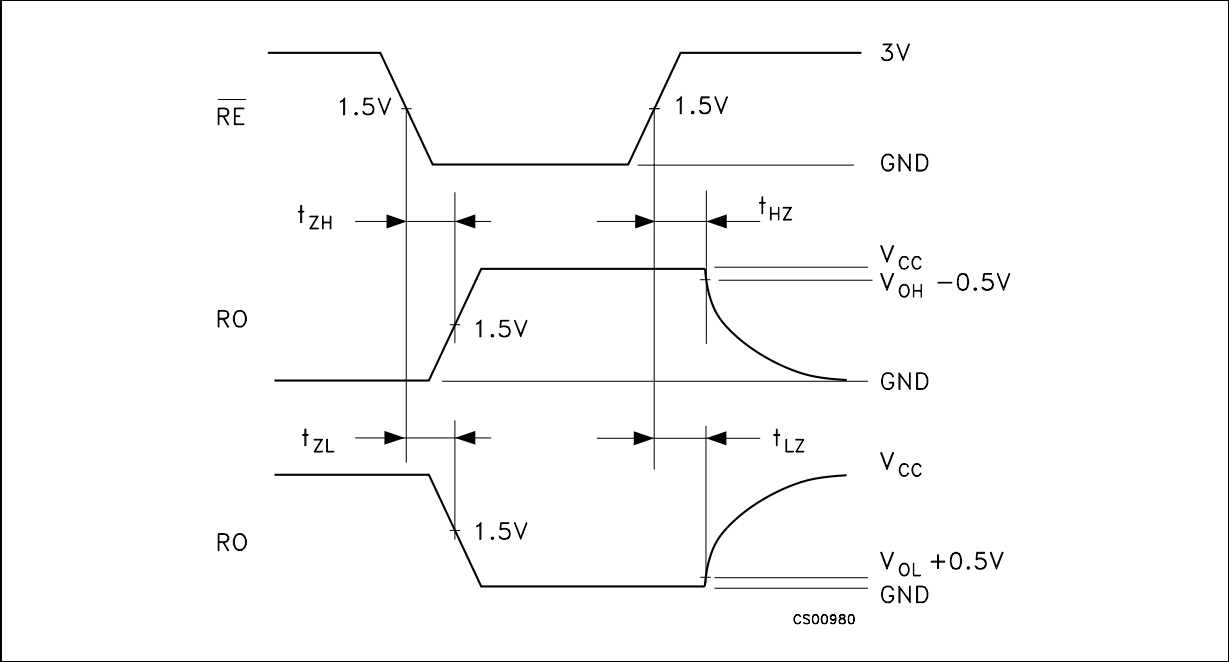 3V
1.5V 1.5V
R̅E̅
GND
tZH tHZ
VCC
VOH −0.5V
RO 1.5V
GND
tZL tLZ
VCC
1.5V
RO
VOL +0.5V
GND
CS00980